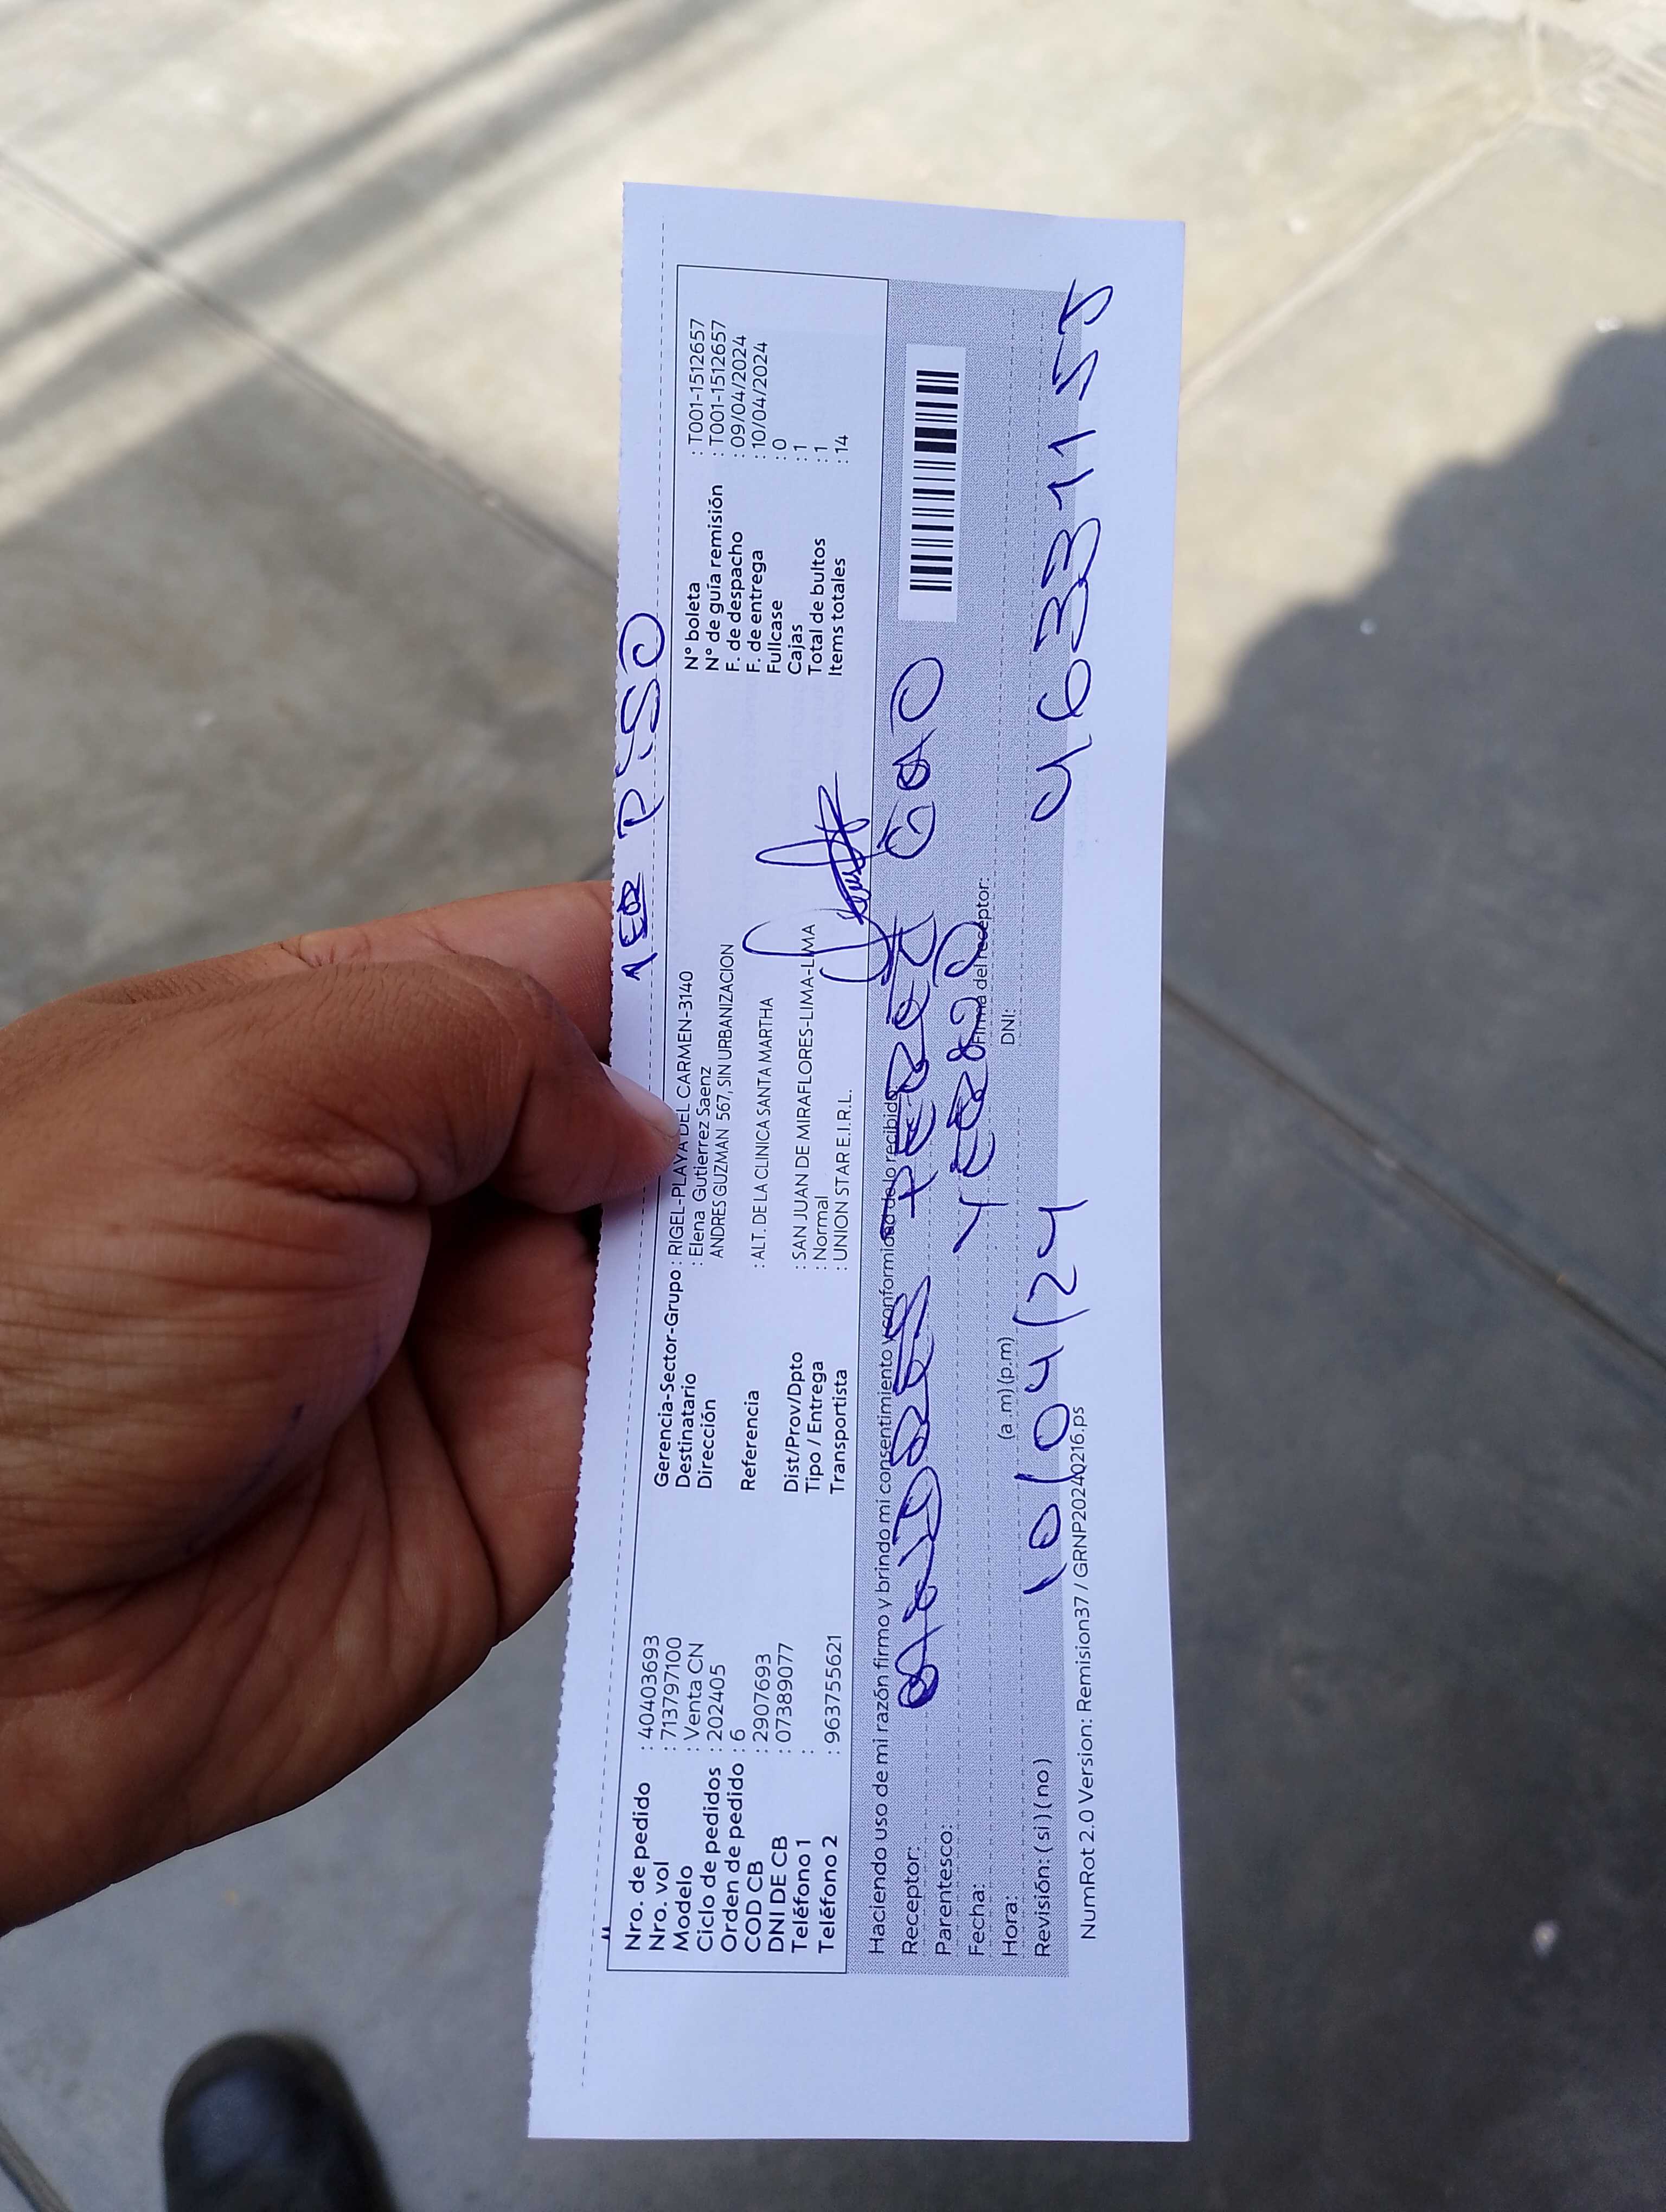 1ER PISO
Nro. de pedido : 40403693
Nro. vol : 713797100
Modelo : Venta CN
Ciclo de pedidos : 202405
Orden de pedido : 6
COD CB : 2907693
DNI DE CB : 07389077
Teléfono 1 :
Teléfono 2 : 963755621
Gerencia-Sector-Grupo : RIGEL-PLAYA DEL CARMEN-3140
Destinatario : Elena Gutierrez Saenz
Dirección ANDRES GUZMAN 567, SIN URBANIZACION
Referencia : ALT. DE LA CLINICA SANTA MARTHA
Dist/Prov/Dpto : SAN JUAN DE MIRAFLORES-LIMA-LIMA
Tipo / Entrega : Normal
Transportista : UNION STAR E.I.R.L.
N° boleta : T001-1512657
N° de guía remisión : T001-1512657
F. de despacho : 09/04/2024
F. de entrega : 10/04/2024
Fullcase : 0
Cajas : 1
Total de bultos : 1
Items totales : 14
Haciendo uso de mi razón firmo y brindo mi consentimiento y conformidad de lo recibido
Receptor: PEREZ
Parentesco: YERNO
Fecha: Firma del receptor:
Hora: (a.m) (p.m) DNI:
Revisión: ( si ) ( no ) 10/04/24 46331155
NumRot 2.0 Version: Remision37 / GRNP20240216.ps